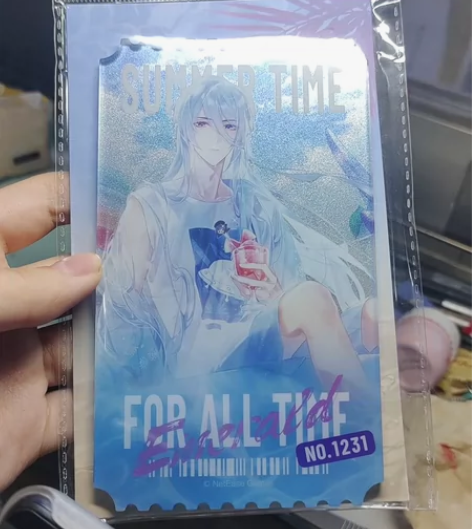 SUMMER TIME
FOR ALL TIME
Emerald
NO.1231